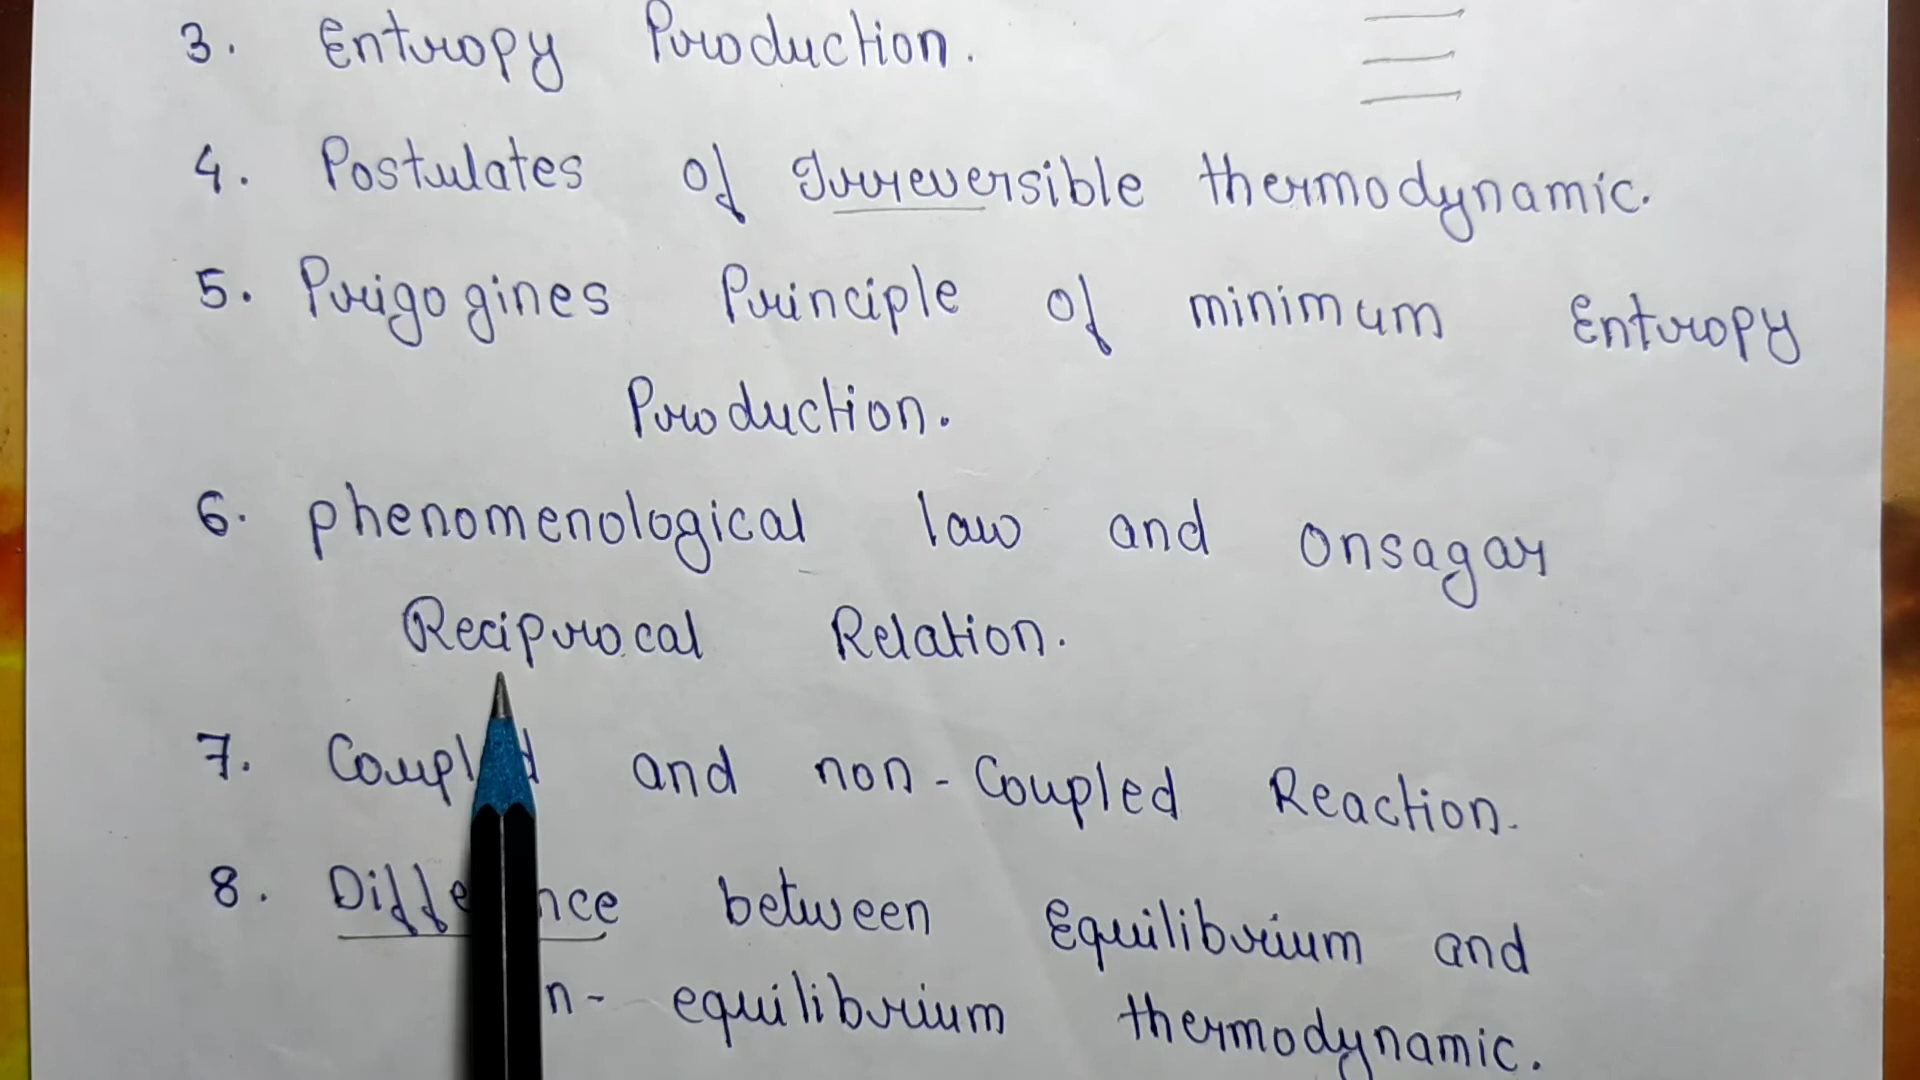 3. Entropy Production.
4. Postulates of Irreversible thermodynamic.
5. Prigogines Principle of minimum Entropy
Production.
6. phenomenological law and onsagar
Reciprocal Relation.
7. and non-Coupled Reaction.
8. between Equilibrium and
equilibrium thermodynamic.